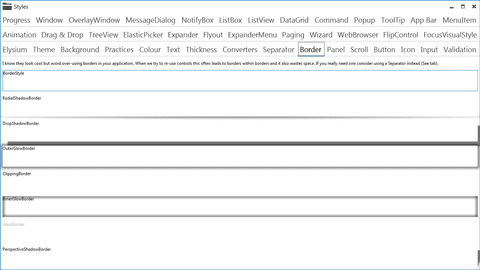 Styles
Progress Window OverlayWindow MessageDialog NotifyBox ListBox ListView DataGrid Command Popup ToolTip App Bar MenuItem
Animation Drag & Drop TreeView ElasticPicker Expander Flyout ExpanderMenu Paging Wizard WebBrowser FlipControl FocusVisualStyle
Elysium Theme Background Practices Colour Text Thickness Converters Separator Border Panel Scroll Button Icon Input Validation
I know they look cool but avoid over-using borders in your application. When we try to re-use controls this often leads to borders within borders and it also wastes space. If you really need one consider using a Separator instead (See tab).
BorderStyle
RadialShadowBorder
DropShadowBorder
OuterGlowBorder
ClippingBorder
InnerGlowBorder
GlassBorder
PerspectiveShadowBorder